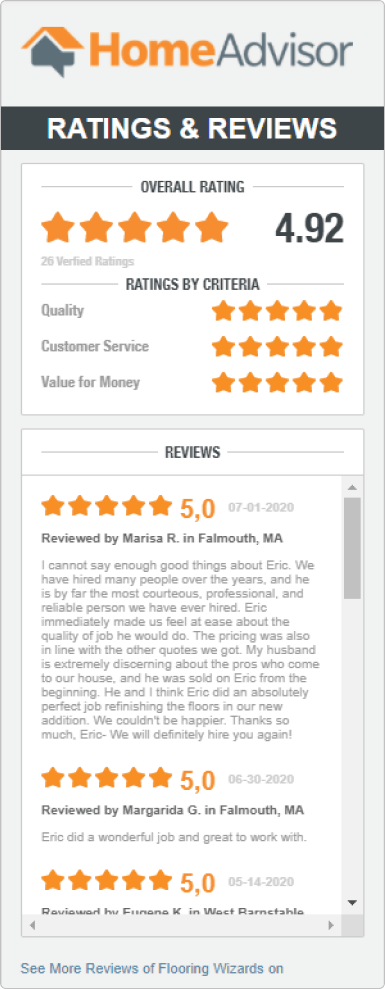 HomeAdvisor
RATINGS & REVIEWS
OVERALL RATING
4.92
26 Verfied Ratings
RATINGS BY CRITERIA
Quality
Customer Service
Value for Money
REVIEWS
5,0 07-01-2020
Reviewed by Marisa R. in Falmouth, MA
I cannot say enough good things about Eric. We
have hired many people over the years, and he
is by far the most courteous, professional, and
reliable person we have ever hired. Eric
immediately made us feel at ease about the
quality of job he would do. The pricing was also
in line with the other quotes we got. My husband
is extremely discerning about the pros who come
to our house, and he was sold on Eric from the
beginning. He and I think Eric did an absolutely
perfect job refinishing the floors in our new
addition. We couldn't be happier. Thanks so
much, Eric- We will definitely hire you again!
5,0 06-30-2020
Reviewed by Margarida G. in Falmouth, MA
Eric did a wonderful job and great to work with.
5,0 05-14-2020
Reviewed by Eugene K. in West Barnstable
See More Reviews of Flooring Wizards on